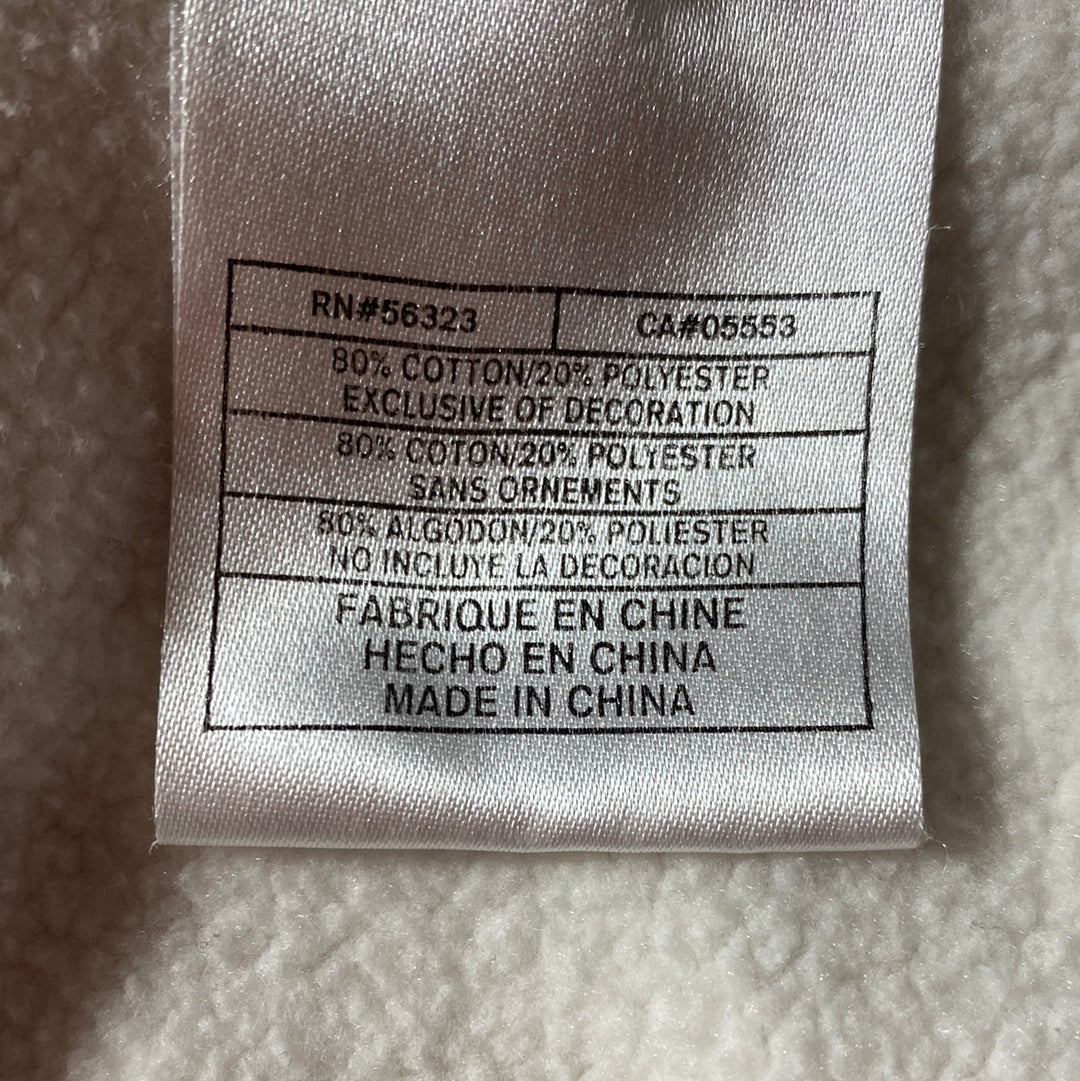 RN#56323 CA#05553
80% COTTON/20% POLYESTER
EXCLUSIVE OF DECORATION
80% COTON/20% POLYESTER
SANS ORNEMENTS
80% ALGODON/20% POLIESTER
NO INCLUYE LA DECORACION
FABRIQUE EN CHINE
HECHO EN CHINA
MADE IN CHINA